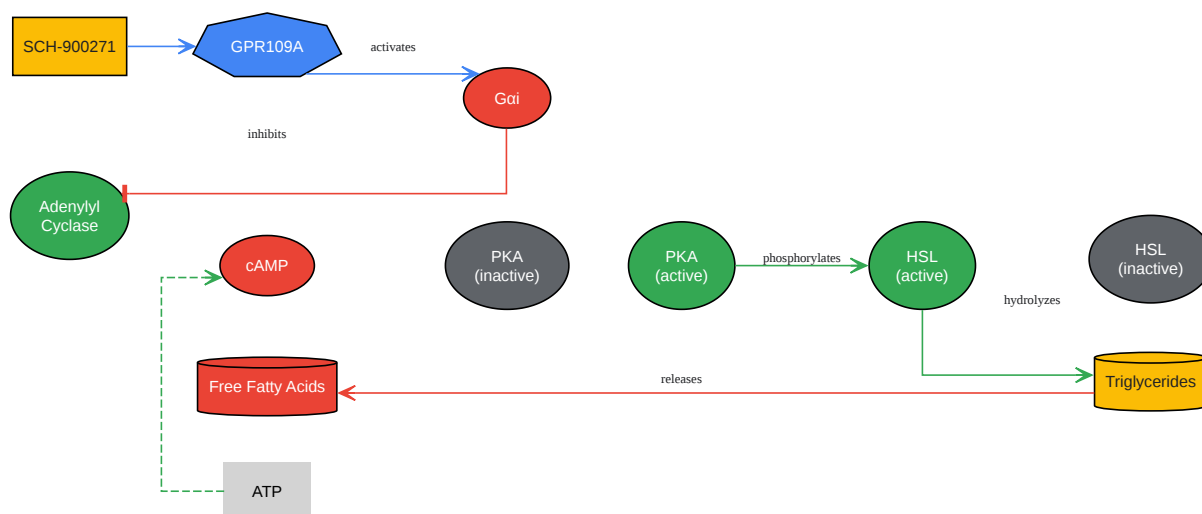 SCH-900271
GPR109A
activates
Gαi
inhibits
Adenylyl
Cyclase
cAMP
PKA
(inactive)
PKA
(active)
phosphorylates
HSL
(active)
HSL
(inactive)
hydrolyzes
Free Fatty Acids
releases
Triglycerides
ATP